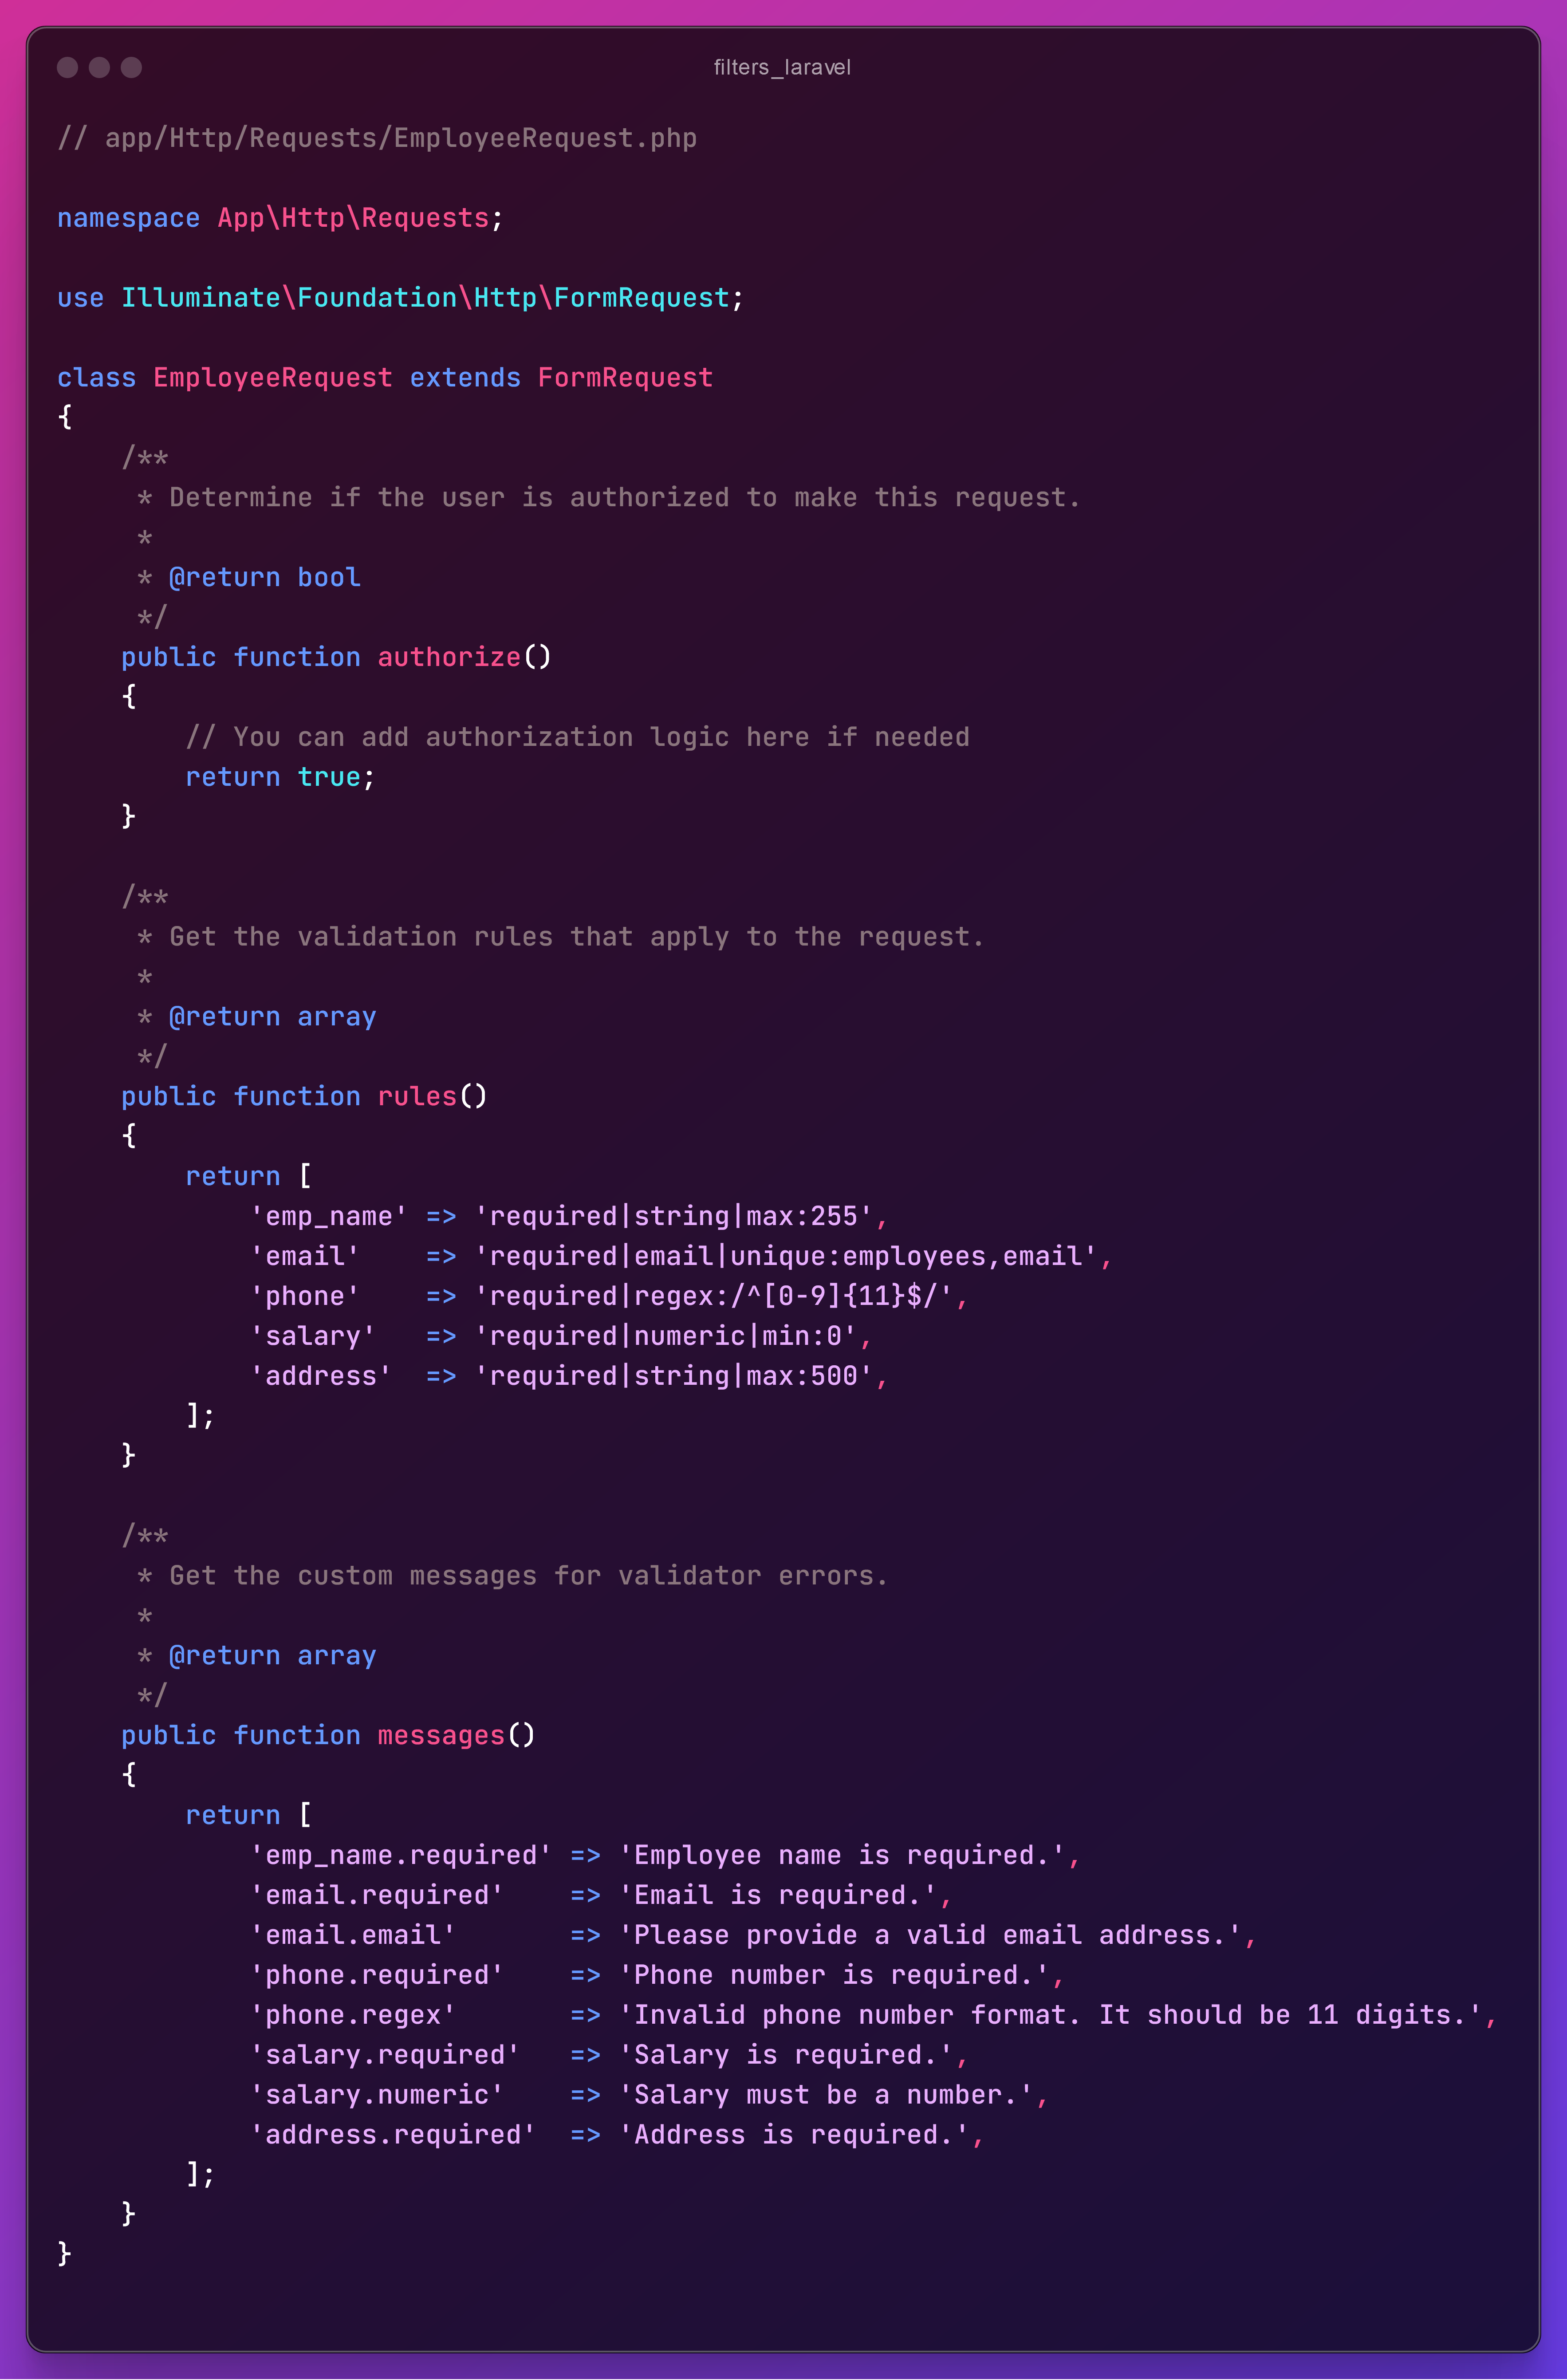 filters_laravel
// app/Http/Requests/EmployeeRequest.php
namespace App\Http\Requests;
use Illuminate\Foundation\Http\FormRequest;
class EmployeeRequest extends FormRequest
{
    /**
     * Determine if the user is authorized to make this request.
     *
     * @return bool
     */
    public function authorize()
    {
        // You can add authorization logic here if needed
        return true;
    }
    /**
     * Get the validation rules that apply to the request.
     *
     * @return array
     */
    public function rules()
    {
        return [
            'emp_name' => 'required|string|max:255',
            'email'    => 'required|email|unique:employees,email',
            'phone'    => 'required|regex:/^[0-9]{11}$/',
            'salary'   => 'required|numeric|min:0',
            'address'  => 'required|string|max:500',
        ];
    }
    /**
     * Get the custom messages for validator errors.
     *
     * @return array
     */
    public function messages()
    {
        return [
            'emp_name.required' => 'Employee name is required.',
            'email.required'    => 'Email is required.',
            'email.email'       => 'Please provide a valid email address.',
            'phone.required'    => 'Phone number is required.',
            'phone.regex'       => 'Invalid phone number format. It should be 11 digits.',
            'salary.required'   => 'Salary is required.',
            'salary.numeric'    => 'Salary must be a number.',
            'address.required'  => 'Address is required.',
        ];
    }
}